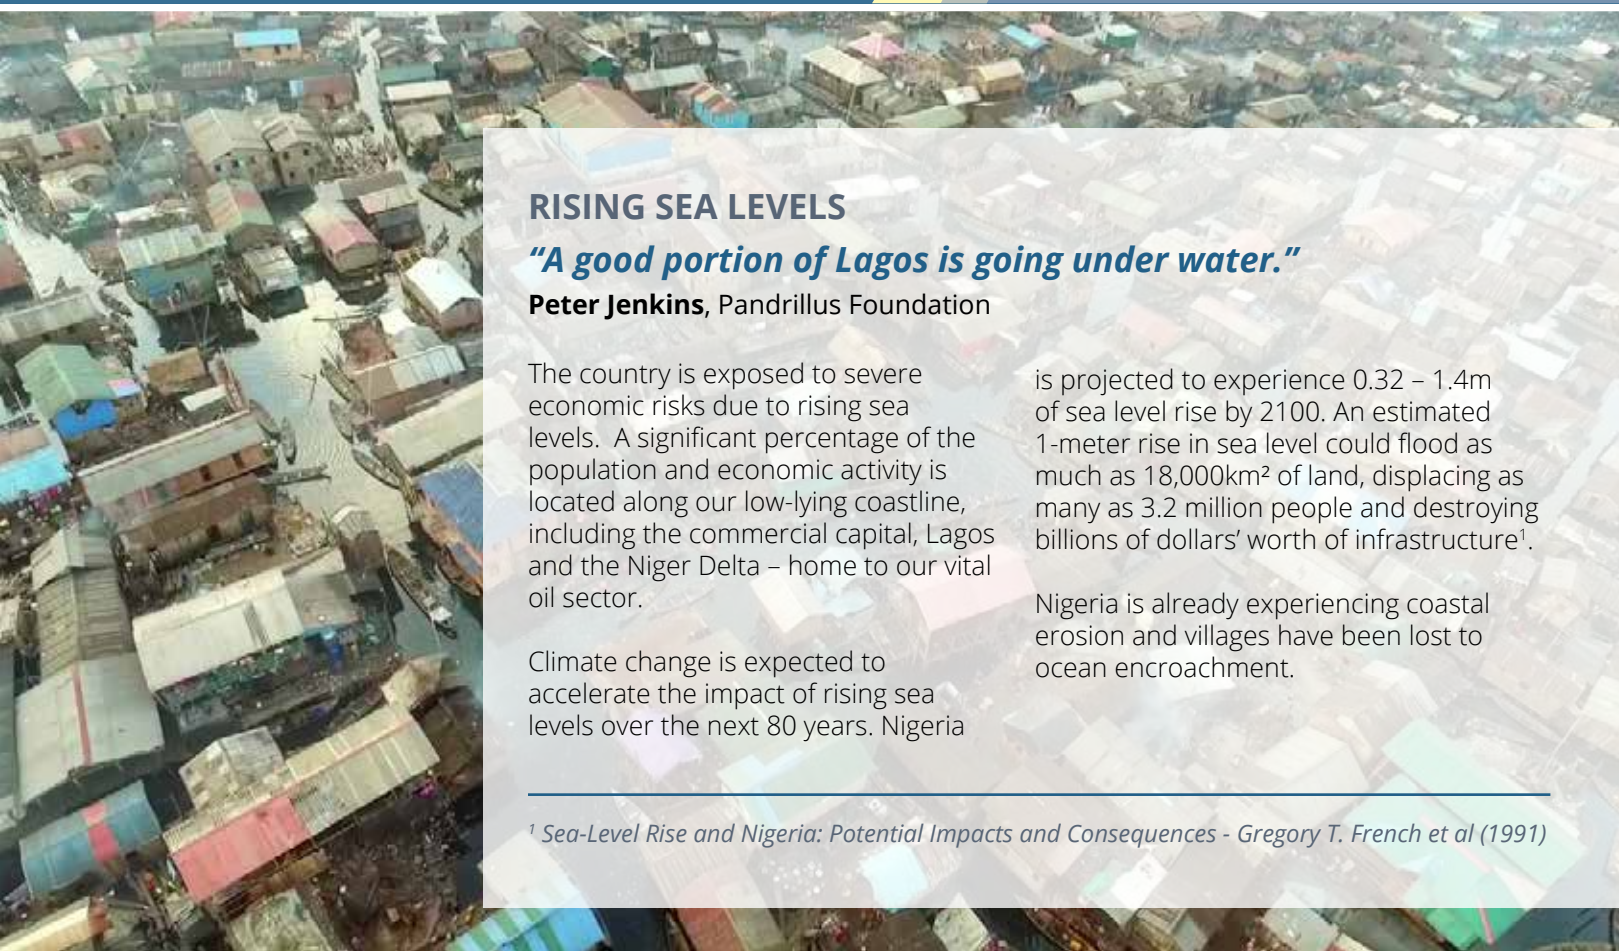 RISING SEA LEVELS
“A good portion of Lagos is going under water.”
Peter Jenkins, Pandrillus Foundation
The country is exposed to severe
economic risks due to rising sea
levels.  A significant percentage of the
population and economic activity is
located along our low-lying coastline,
including the commercial capital, Lagos
and the Niger Delta – home to our vital
oil sector.
Climate change is expected to
accelerate the impact of rising sea
levels over the next 80 years. Nigeria
is projected to experience 0.32 – 1.4m
of sea level rise by 2100. An estimated
1-meter rise in sea level could flood as
much as 18,000km² of land, displacing as
many as 3.2 million people and destroying
billions of dollars’ worth of infrastructure¹.
Nigeria is already experiencing coastal
erosion and villages have been lost to
ocean encroachment.
¹ Sea-Level Rise and Nigeria: Potential Impacts and Consequences - Gregory T. French et al (1991)